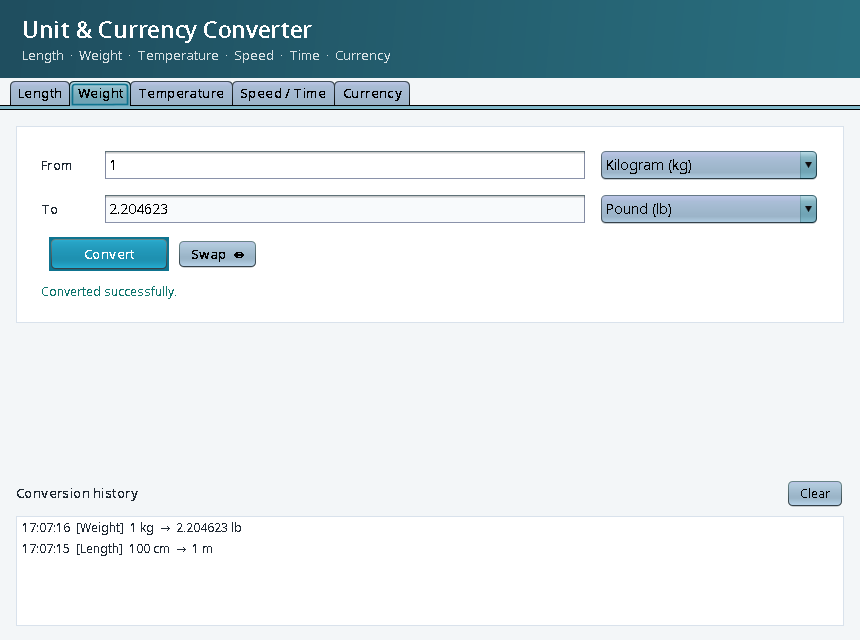 Unit & Currency Converter
Length · Weight · Temperature · Speed · Time · Currency
Length Weight Temperature Speed / Time Currency
From 1 Kilogram (kg)
To 2.204623 Pound (lb)
Convert Swap ⇔
Converted successfully.
Conversion history Clear
17:07:16 [Weight] 1 kg → 2.204623 lb
17:07:15 [Length] 100 cm → 1 m